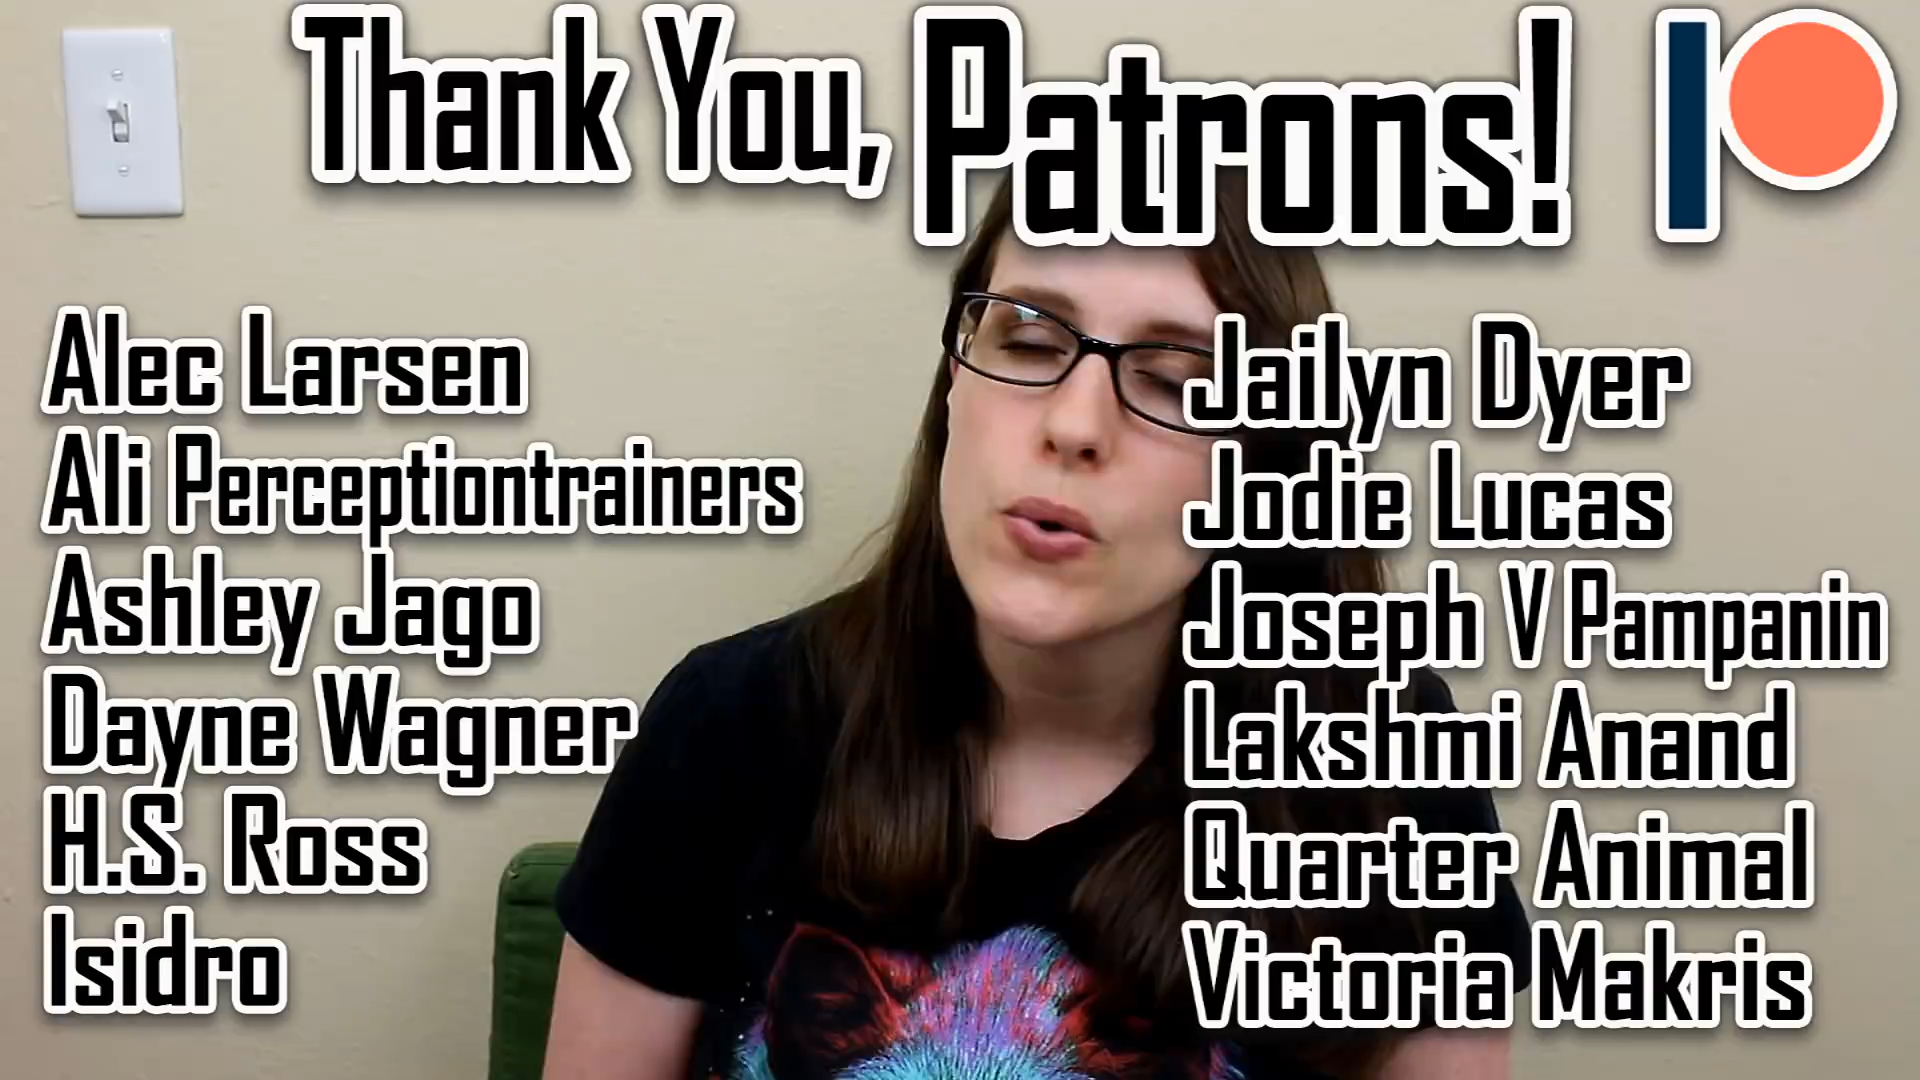 Thank You, Patrons!
Alec Larsen
Ali Perceptiontrainers
Ashley Jago
Dayne Wagner
H.S. Ross
Isidro
Jailyn Dyer
Jodie Lucas
Joseph V Pampanin
Lakshmi Anand
Quarter Animal
Victoria Makris